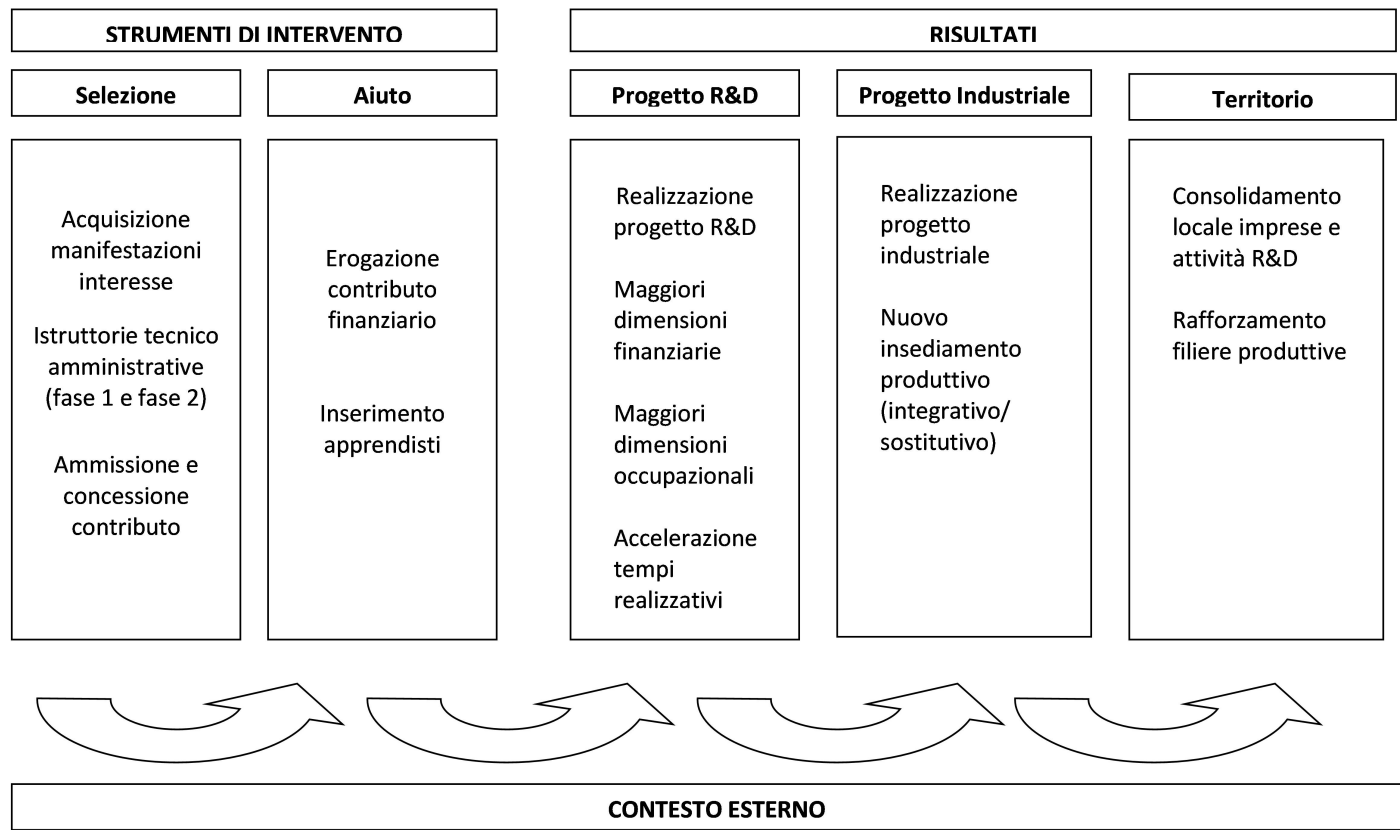 STRUMENTI DI INTERVENTO
RISULTATI
Selezione
Aiuto
Progetto R&D
Progetto Industriale
Territorio
Acquisizione
manifestazioni
interesse
Istruttorie tecnico
amministrative
(fase 1 e fase 2)
Ammissione e
concessione
contributo
Erogazione
contributo
finanziario
Inserimento
apprendisti
Realizzazione
progetto R&D
Maggiori
dimensioni
finanziarie
Maggiori
dimensioni
occupazionali
Accelerazione
tempi
realizzativi
Realizzazione
progetto
industriale
Nuovo
insediamento
produttivo
(integrativo/
sostitutivo)
Consolidamento
locale imprese e
attività R&D
Rafforzamento
filiere produttive
CONTESTO ESTERNO